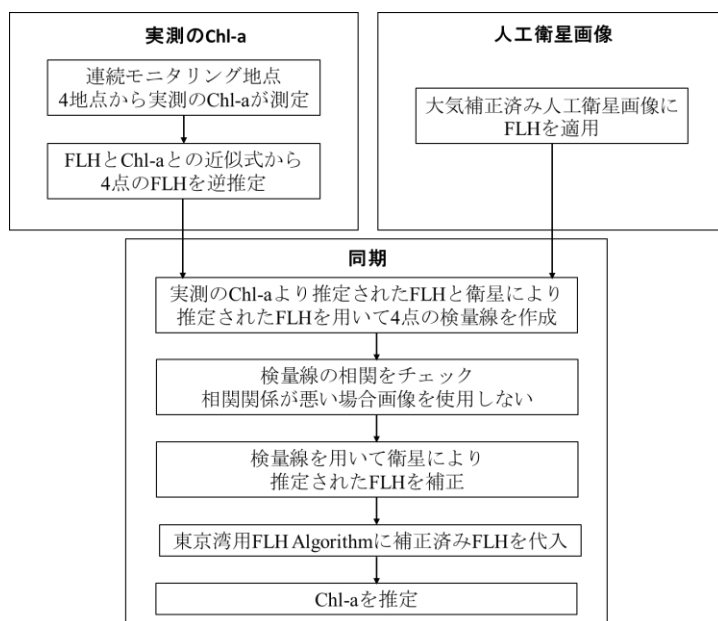 実測のChl-a
連続モニタリング地点
4地点から実測のChl-aが測定
FLHとChl-aとの近似式から
4点のFLHを逆推定
人工衛星画像
大気補正済み人工衛星画像に
FLHを適用
同期
実測のChl-aより推定されたFLHと衛星により
推定されたFLHを用いて4点の検量線を作成
検量線の相関をチェック
相関関係が悪い場合画像を使用しない
検量線を用いて衛星により
推定されたFLHを補正
東京湾用FLH Algorithmに補正済みFLHを代入
Chl-aを推定